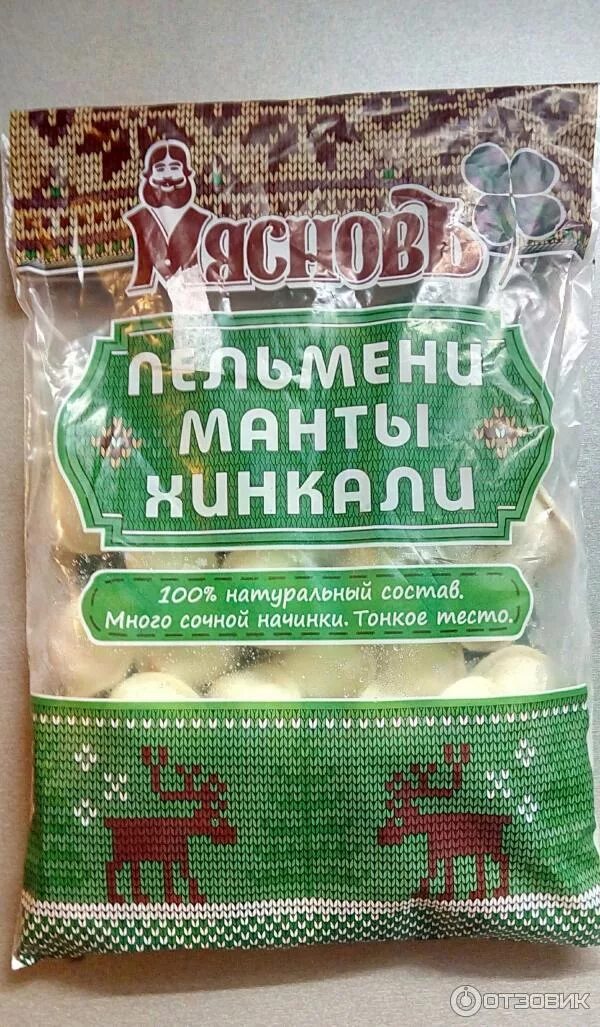 МясновЪ
ПЕЛЬМЕНИ
МАНТЫ
ХИНКАЛИ
100% натуральный состав.
Много сочной начинки. Тонкое тесто.
ОТЗОВИК